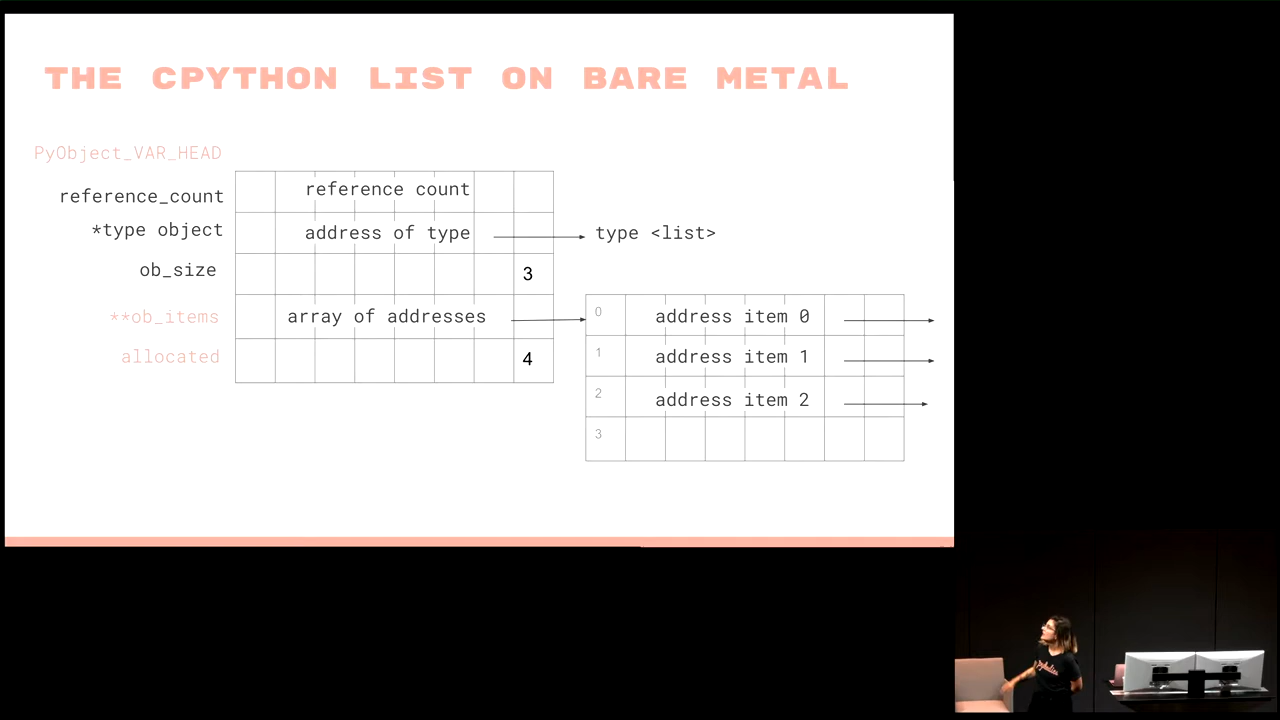 THE CPYTHON LIST ON BARE METAL
PyObject_VAR_HEAD
reference_count
reference count
*type object
address of type
type <list>
ob_size
3
**ob_items
array of addresses
allocated
4
0
address item 0
1
address item 1
2
address item 2
3